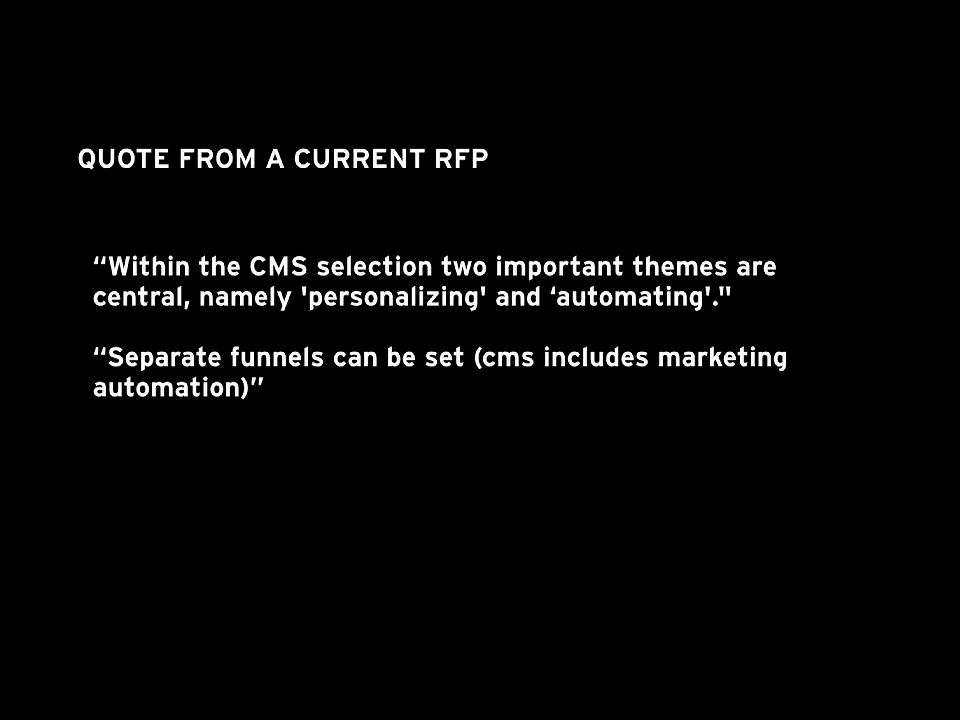 QUOTE FROM A CURRENT RFP
“Within the CMS selection two important themes are
central, namely 'personalizing' and ‘automating'."
“Separate funnels can be set (cms includes marketing
automation)”